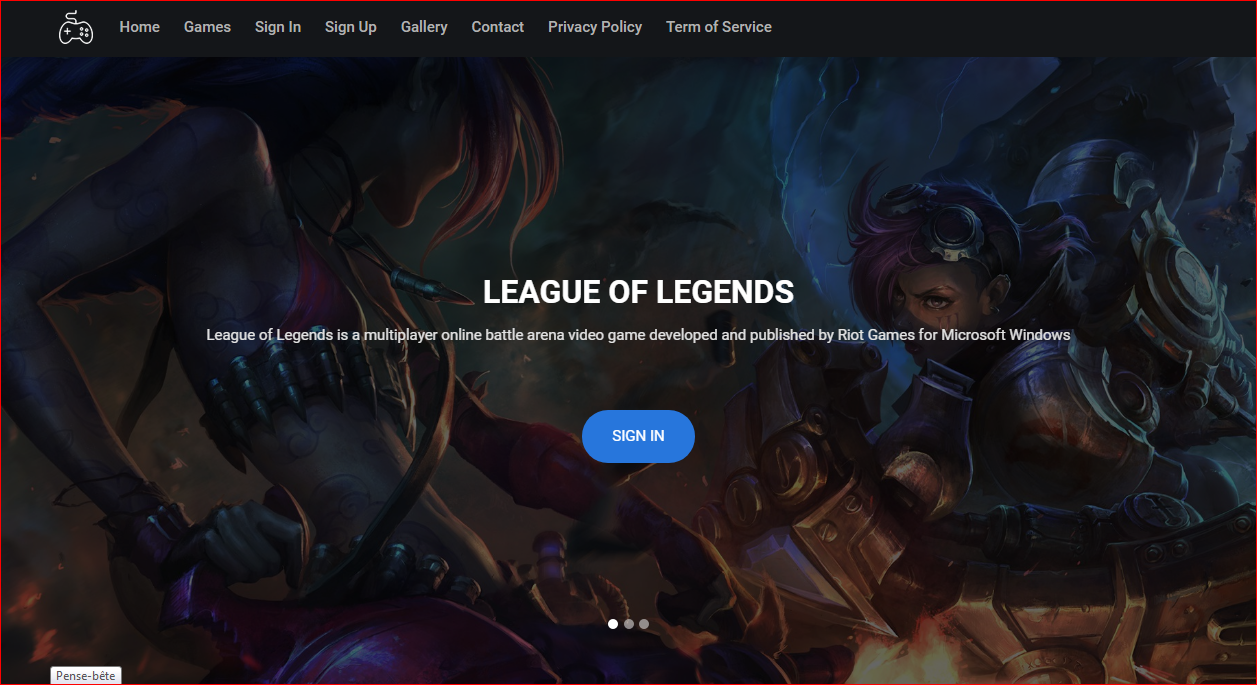 Home Games Sign In Sign Up Gallery Contact Privacy Policy Term of Service
LEAGUE OF LEGENDS
League of Legends is a multiplayer online battle arena video game developed and published by Riot Games for Microsoft Windows
SIGN IN
Pense-bête